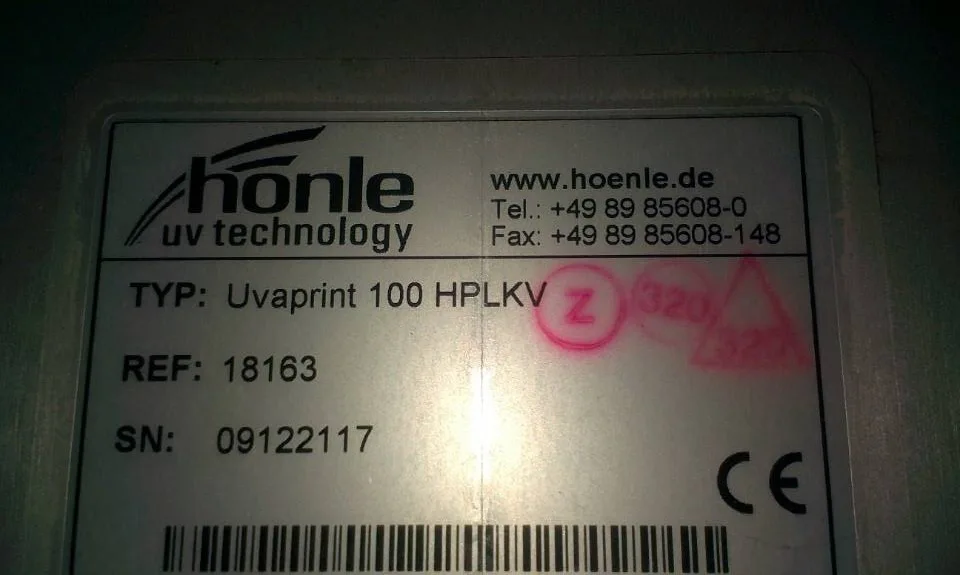 hönle
uv technology
www.hoenle.de
Tel.: +49 89 85608-0
Fax: +49 89 85608-148
TYP: Uvaprint 100 HPLKV
Z
320
320
REF: 18163
SN: 09122117
CE